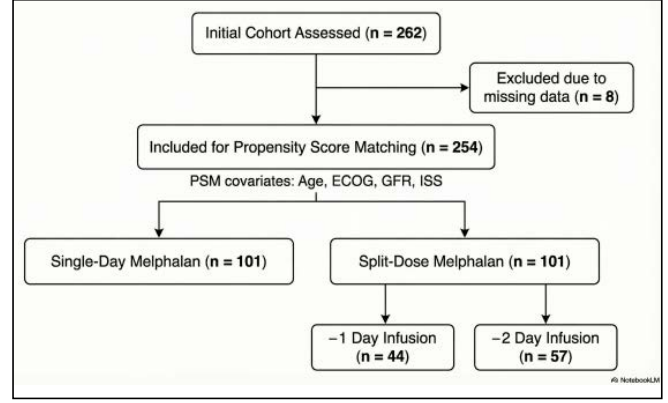 Initial Cohort Assessed (n = 262)
Excluded due to
missing data (n = 8)
Included for Propensity Score Matching (n = 254)
PSM covariates: Age, ECOG, GFR, ISS
Single-Day Melphalan (n = 101)
Split-Dose Melphalan (n = 101)
−1 Day Infusion
(n = 44)
−2 Day Infusion
(n = 57)
NotebookLM